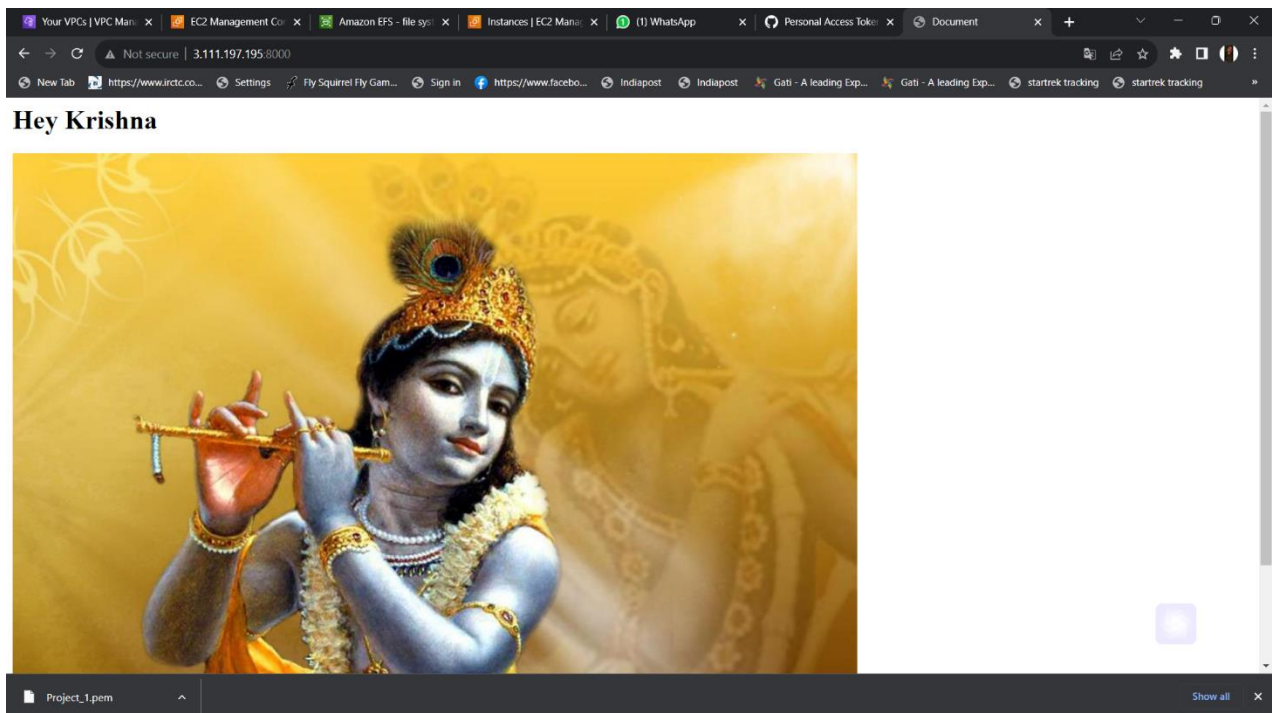 Your VPCs | VPC Man
EC2 Management Co
Amazon EFS - file sys
Instances | EC2 Mana
(1) WhatsApp
Personal Access Toke
Document
Not secure | 3.111.197.195:8000
New Tab
https://www.irctc.co...
Settings
Fly Squirrel Fly Gam...
Sign in
https://www.facebo...
Indiapost
Indiapost
Gati - A leading Exp...
Gati - A leading Exp...
startrek tracking
startrek tracking
»
Hey Krishna
Project_1.pem
Show all